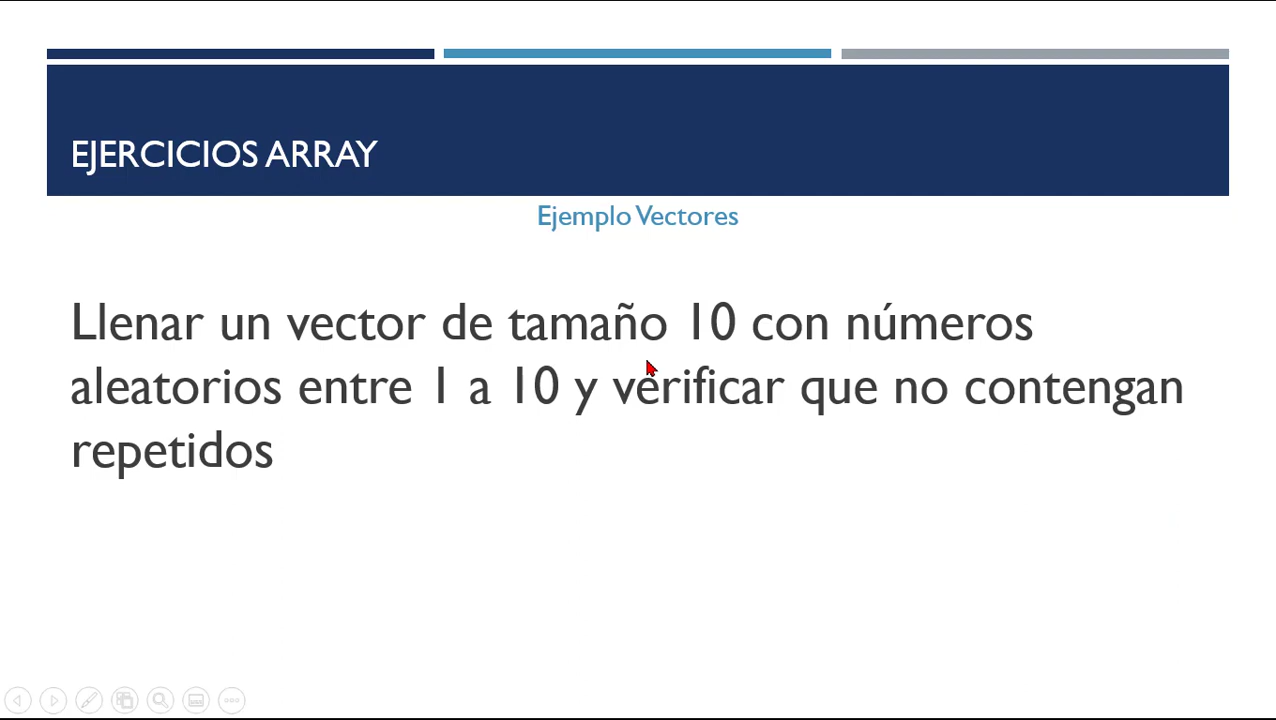 EJERCICIOS ARRAY
Ejemplo Vectores
Llenar un vector de tamaño 10 con números
aleatorios entre 1 a 10 y verificar que no contengan
repetidos